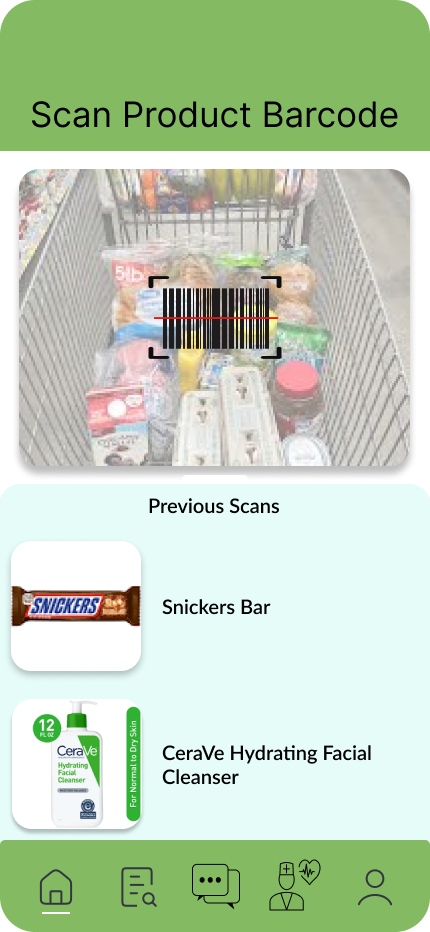 Scan Product Barcode
5lb
Previous Scans
SNICKERS
Snickers Bar
12
FL OZ
CeraVe
Hydrating
Facial
Cleanser
For Normal to Dry Skin
CeraVe Hydrating Facial
Cleanser